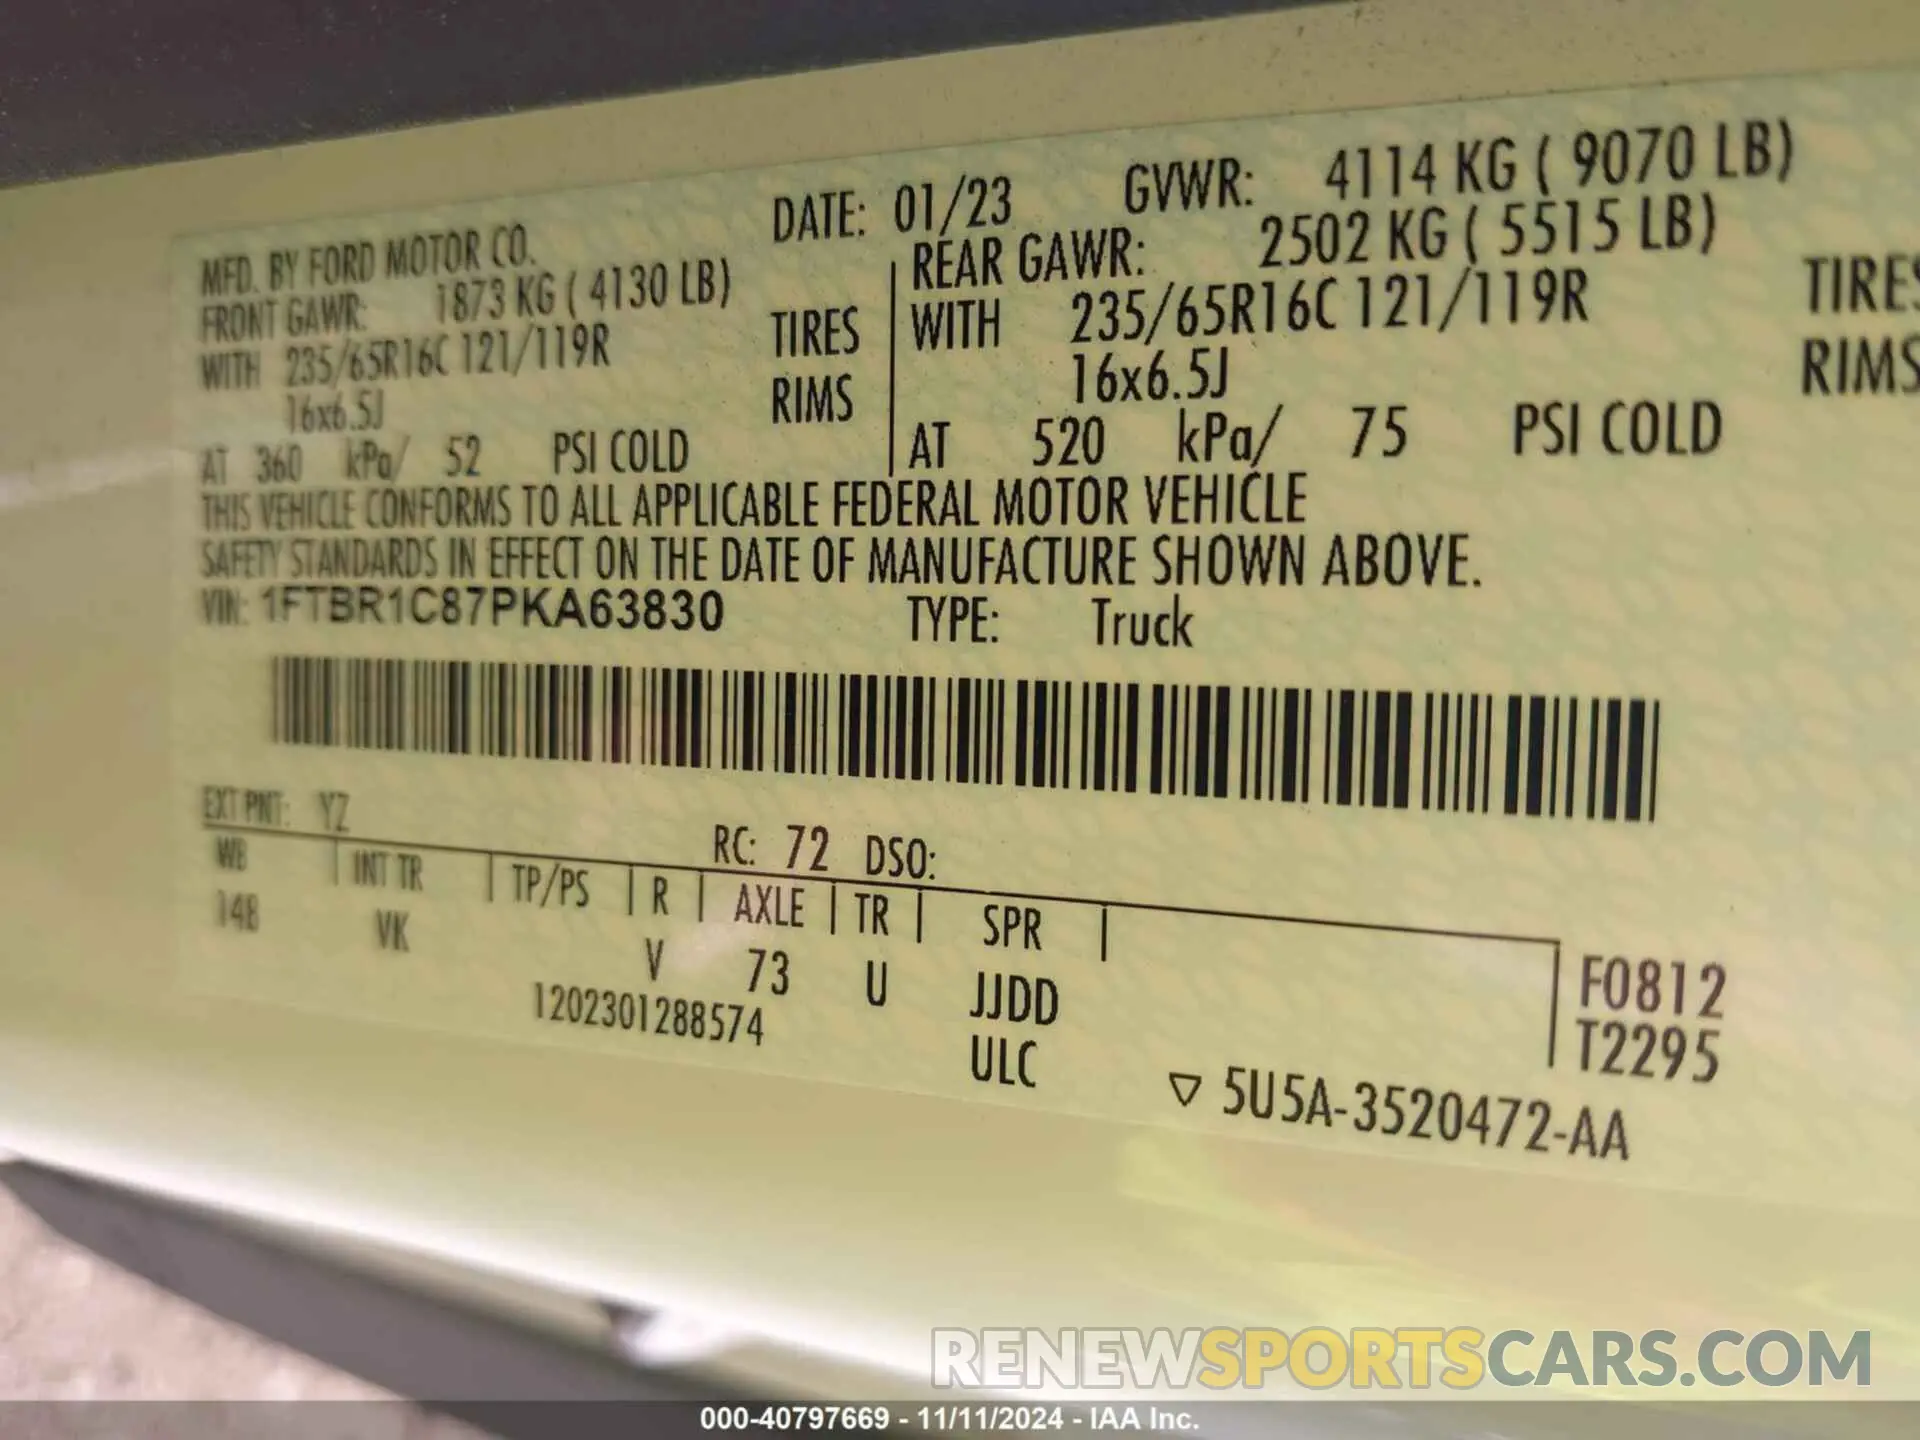 MFD. BY FORD MOTOR CO. DATE: 01/23 GVWR: 4114 KG ( 9070 LB)
FRONT GAWR: 1873 KG ( 4130 LB) REAR GAWR: 2502 KG ( 5515 LB)
WITH 235/65R16C 121/119R TIRES WITH 235/65R16C 121/119R TIRES
16x6.5J RIMS 16x6.5J RIMS
AT 360 kPa/ 52 PSI COLD AT 520 kPa/ 75 PSI COLD
THIS VEHICLE CONFORMS TO ALL APPLICABLE FEDERAL MOTOR VEHICLE
SAFETY STANDARDS IN EFFECT ON THE DATE OF MANUFACTURE SHOWN ABOVE.
VIN: 1FTBR1C87PKA63830 TYPE: Truck
EXT PNT: YZ RC: 72 DSO:
WB INT TR TP/PS R AXLE TR SPR
148 VK V 73 U JJDD F0812
1202301288574 ULC T2295
▽ 5U5A-3520472-AA
RENEWSPORTSCARS.COM
000-40797669 - 11/11/2024 - IAA Inc.